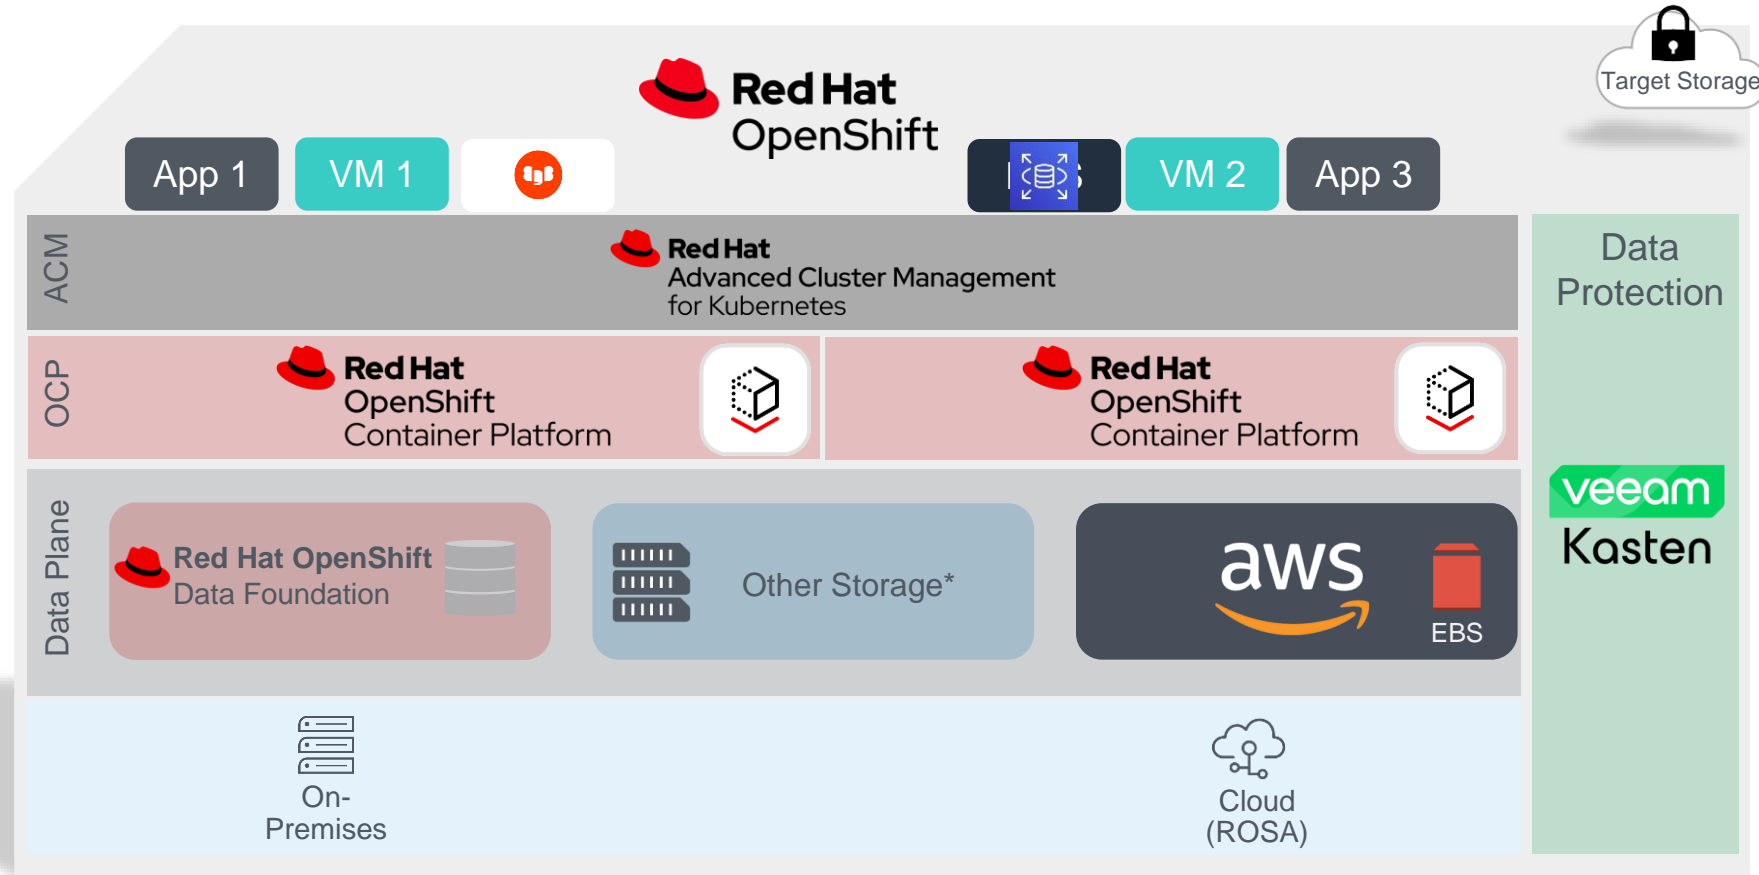 Target Storage
Red Hat
OpenShift
App 1
VM 1
VM 2
App 3
ACM
Red Hat
Advanced Cluster Management
for Kubernetes
Data
Protection
OCP
Red Hat
OpenShift
Container Platform
Red Hat
OpenShift
Container Platform
Data Plane
Red Hat OpenShift
Data Foundation
Other Storage*
aws
EBS
veeam
Kasten
On-
Premises
Cloud
(ROSA)